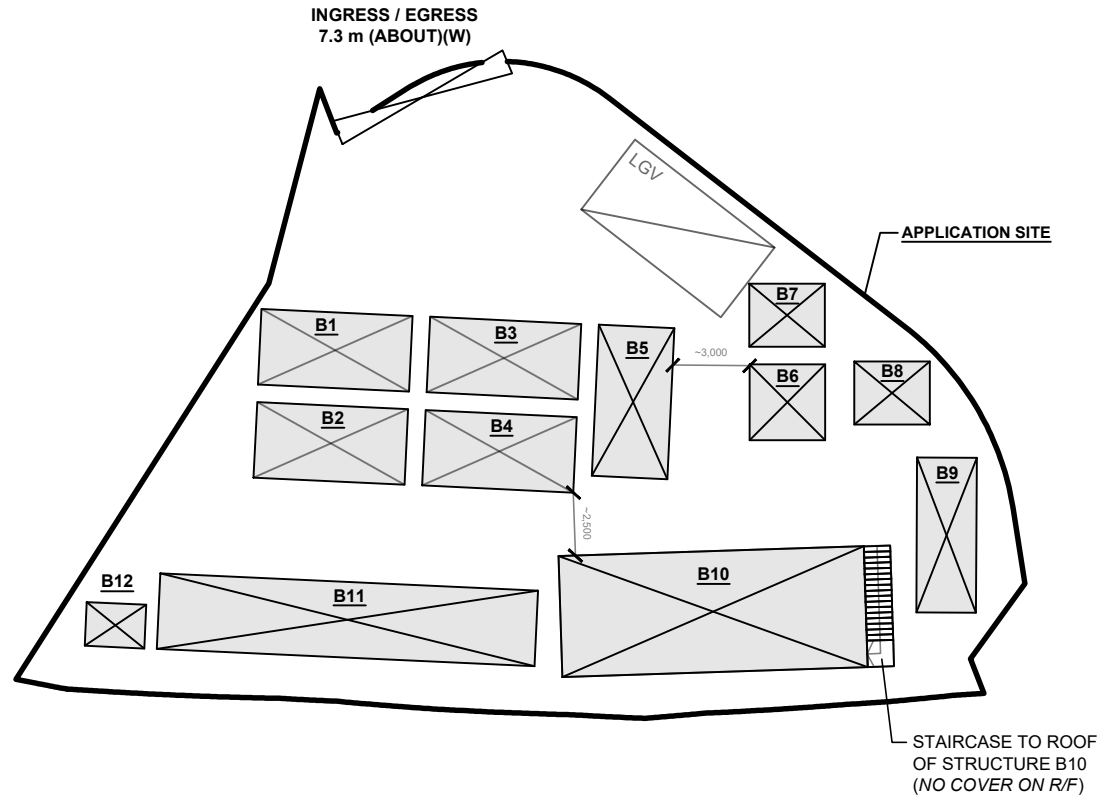 INGRESS / EGRESS
7.3 m (ABOUT)(W)
LGV
APPLICATION SITE
B7
B1
B3
B5
~3,000
B6
B8
B2
B4
B9
~2,500
B10
B12
B11
STAIRCASE TO ROOF
OF STRUCTURE B10
(NO COVER ON R/F)